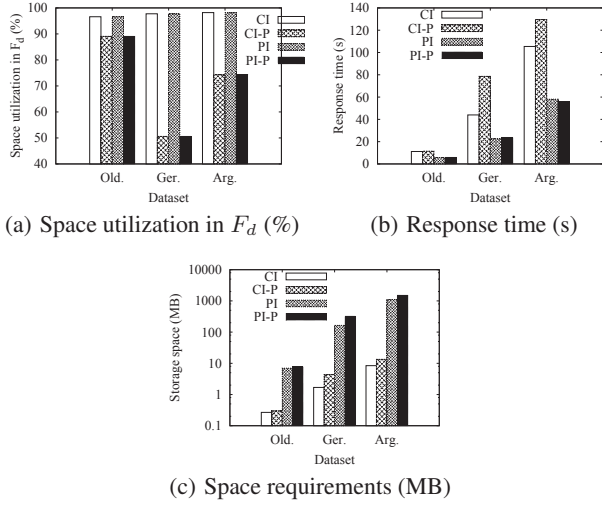 Space utilization in Fd (%)
100
90
80
70
60
50
40
CI
CI-P
PI
PI-P
Old. Ger. Arg.
Dataset
(a) Space utilization in Fd (%)
Response time (s)
140
120
100
80
60
40
20
0
CI
CI-P
PI
PI-P
Old. Ger. Arg.
Dataset
(b) Response time (s)
Storage space (MB)
10000
1000
100
10
1
0.1
CI
CI-P
PI
PI-P
Old. Ger. Arg.
Dataset
(c) Space requirements (MB)